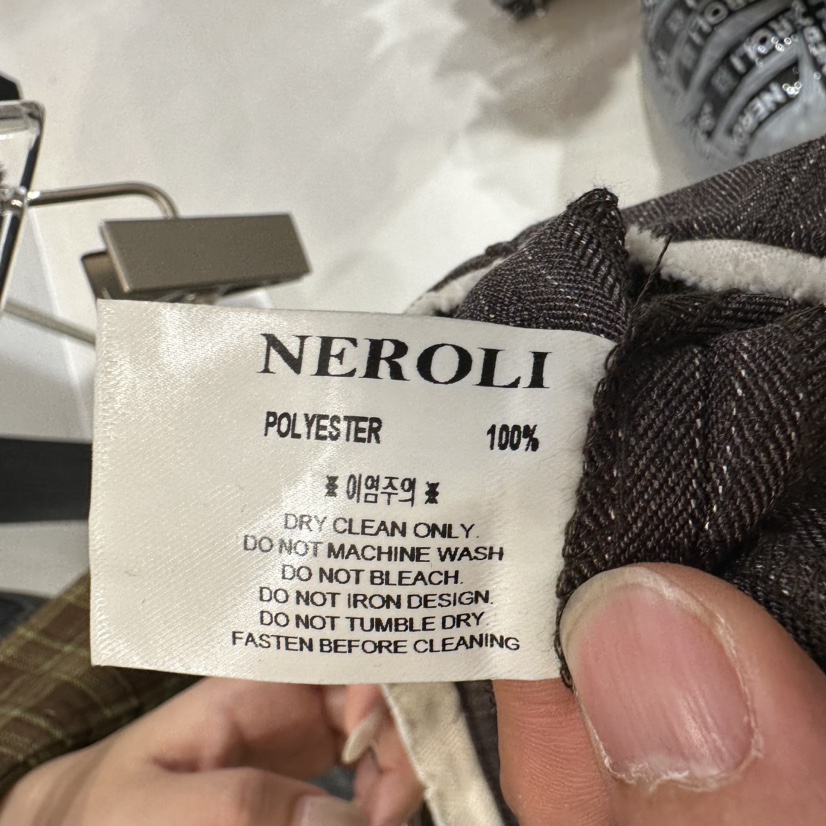 NEROLI
POLYESTER 100%
※ 이염주의 ※
DRY CLEAN ONLY.
DO NOT MACHINE WASH
DO NOT BLEACH.
DO NOT IRON DESIGN.
DO NOT TUMBLE DRY
FASTEN BEFORE CLEANING